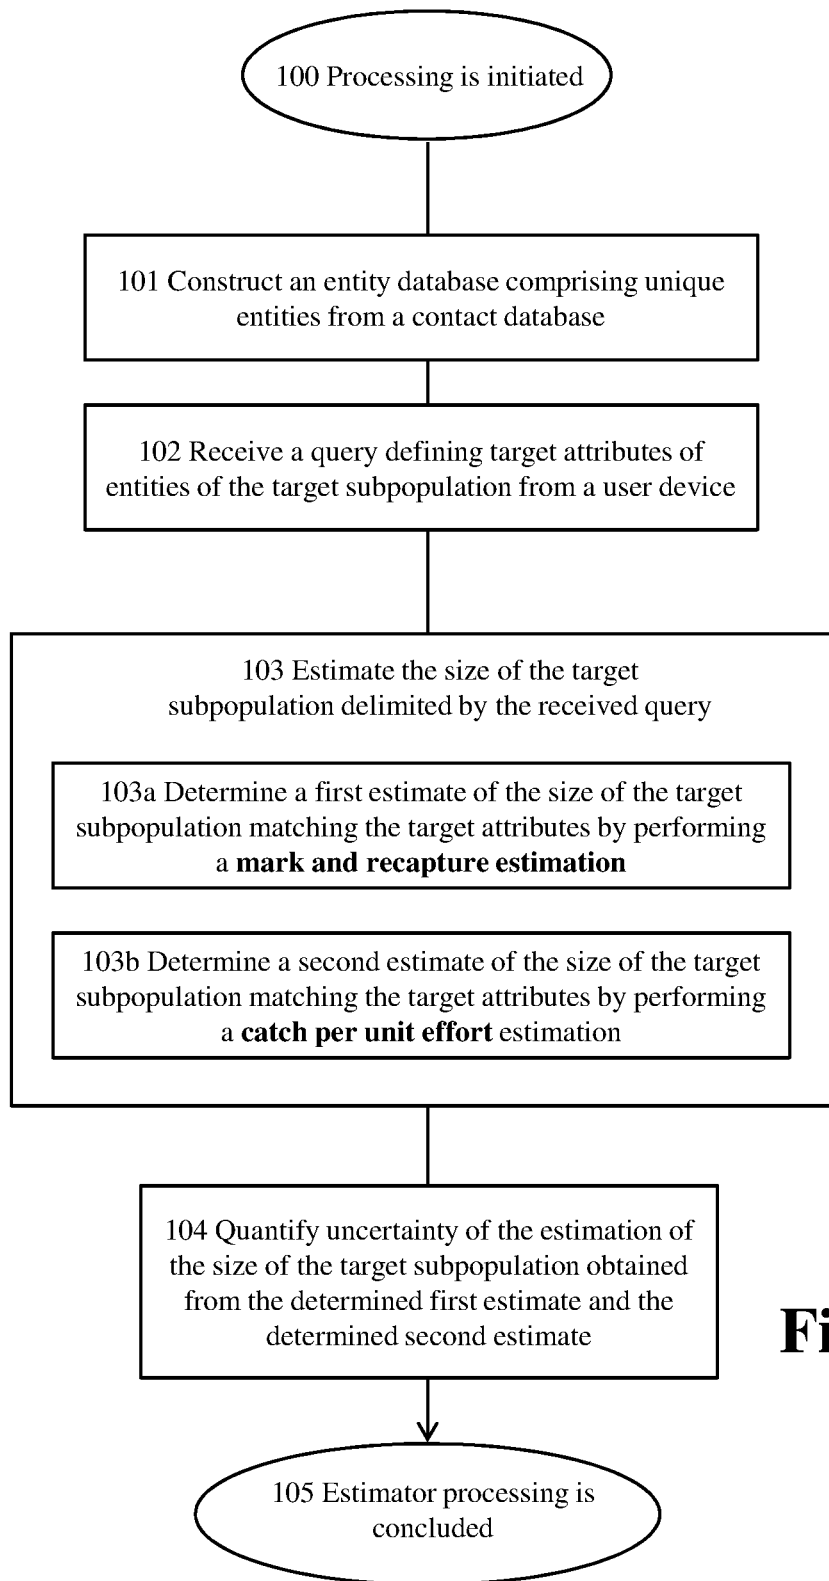 100 Processing is initiated
101 Construct an entity database comprising unique
entities from a contact database
102 Receive a query defining target attributes of
entities of the target subpopulation from a user device
103 Estimate the size of the target
subpopulation delimited by the received query
103a Determine a first estimate of the size of the target
subpopulation matching the target attributes by performing
a mark and recapture estimation
103b Determine a second estimate of the size of the target
subpopulation matching the target attributes by performing
a catch per unit effort estimation
104 Quantify uncertainty of the estimation of
the size of the target subpopulation obtained
from the determined first estimate and the
determined second estimate
Fi
105 Estimator processing is
concluded